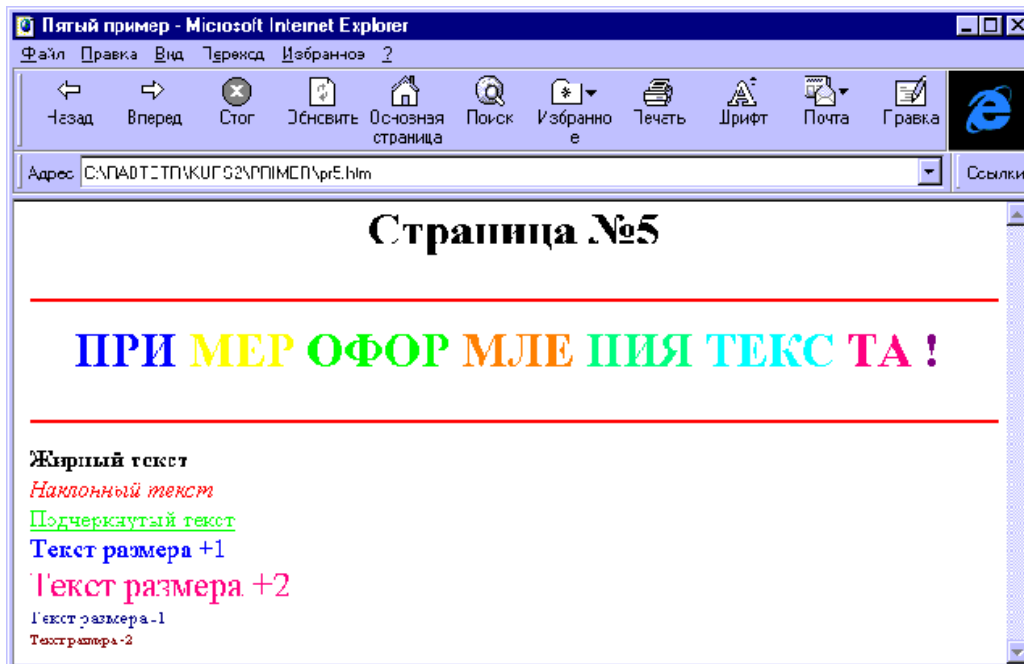 Пятый пример - Microsoft Internet Explorer
Файл Правка Вид Переход Избранное ?
Назад Вперед Стоп Обновить Основная страница Поиск Избранное Печать Шрифт Почта Правка
Адрес Ссылки
Страница №5
ПРИ МЕР ОФОР МЛЕ НИЯ ТЕКС ТА !
Жирный текст
Наклонный текст
Подчеркнутый текст
Текст размера +1
Текст размера +2
Текст размера -1
Текст размера -2